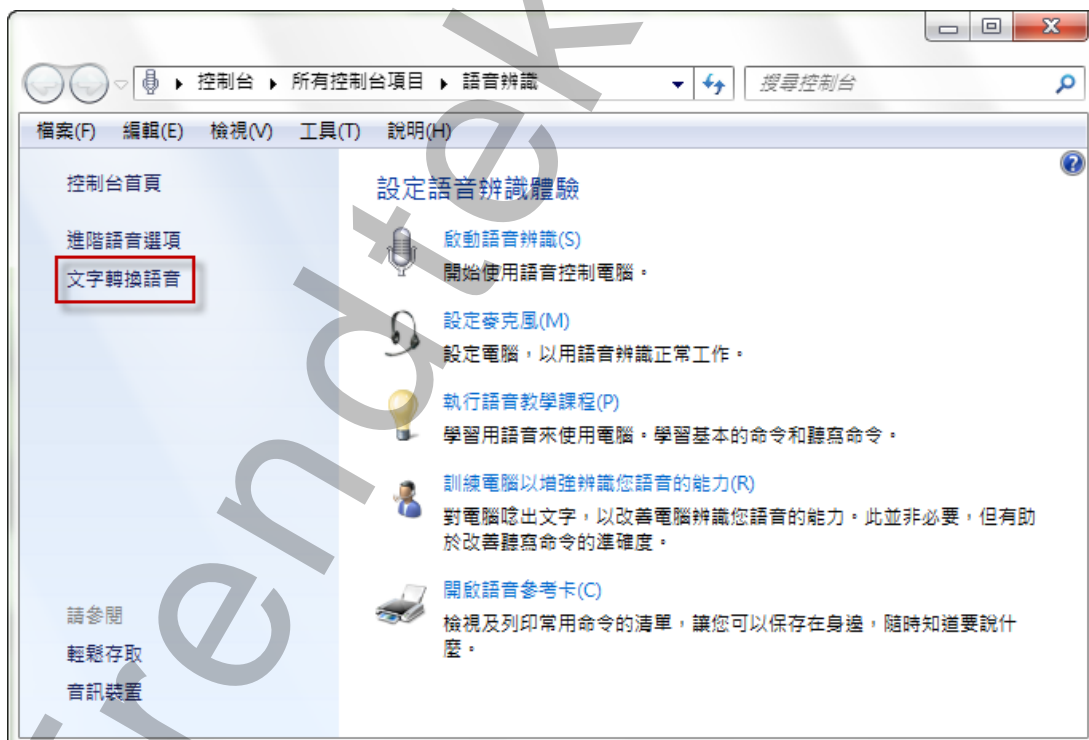 控制台 ▸ 所有控制台項目 ▸ 語音辨識
搜尋控制台
檔案(F) 編輯(E) 檢視(V) 工具(T) 說明(H)
控制台首頁
進階語音選項
文字轉換語音
設定語音辨識體驗
啟動語音辨識(S)
開始使用語音控制電腦。
設定麥克風(M)
設定電腦，以用語音辨識正常工作。
執行語音教學課程(P)
學習用語音來使用電腦。學習基本的命令和聽寫命令。
訓練電腦以增強辨識您語音的能力(R)
對電腦唸出文字，以改善電腦辨識您語音的能力。此並非必要，但有助
於改善聽寫命令的準確度。
開啟語音參考卡(C)
檢視及列印常用命令的清單，讓您可以保存在身邊，隨時知道要說什
麼。
請參閱
輕鬆存取
音訊裝置
Trendtek